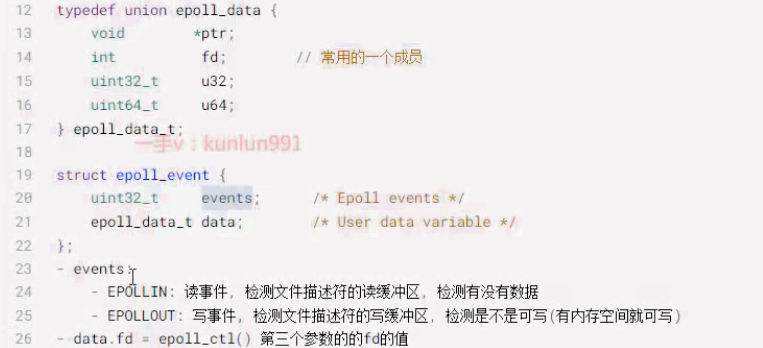 12 typedef union epoll_data {
13 void *ptr;
14 int fd; // 常用的一个成员
15 uint32_t u32;
16 uint64_t u64;
17 } epoll_data_t;
一手v：kunlun991
18
19 struct epoll_event {
20 uint32_t events; /* Epoll events */
21 epoll_data_t data; /* User data variable */
22 };
23 - events:
24 - EPOLLIN: 读事件, 检测文件描述符的读缓冲区, 检测有没有数据
25 - EPOLLOUT: 写事件, 检测文件描述符的写缓冲区, 检测是不是可写(有内存空间就可写)
26 - data.fd = epoll_ctl() 第三个参数的的fd的值